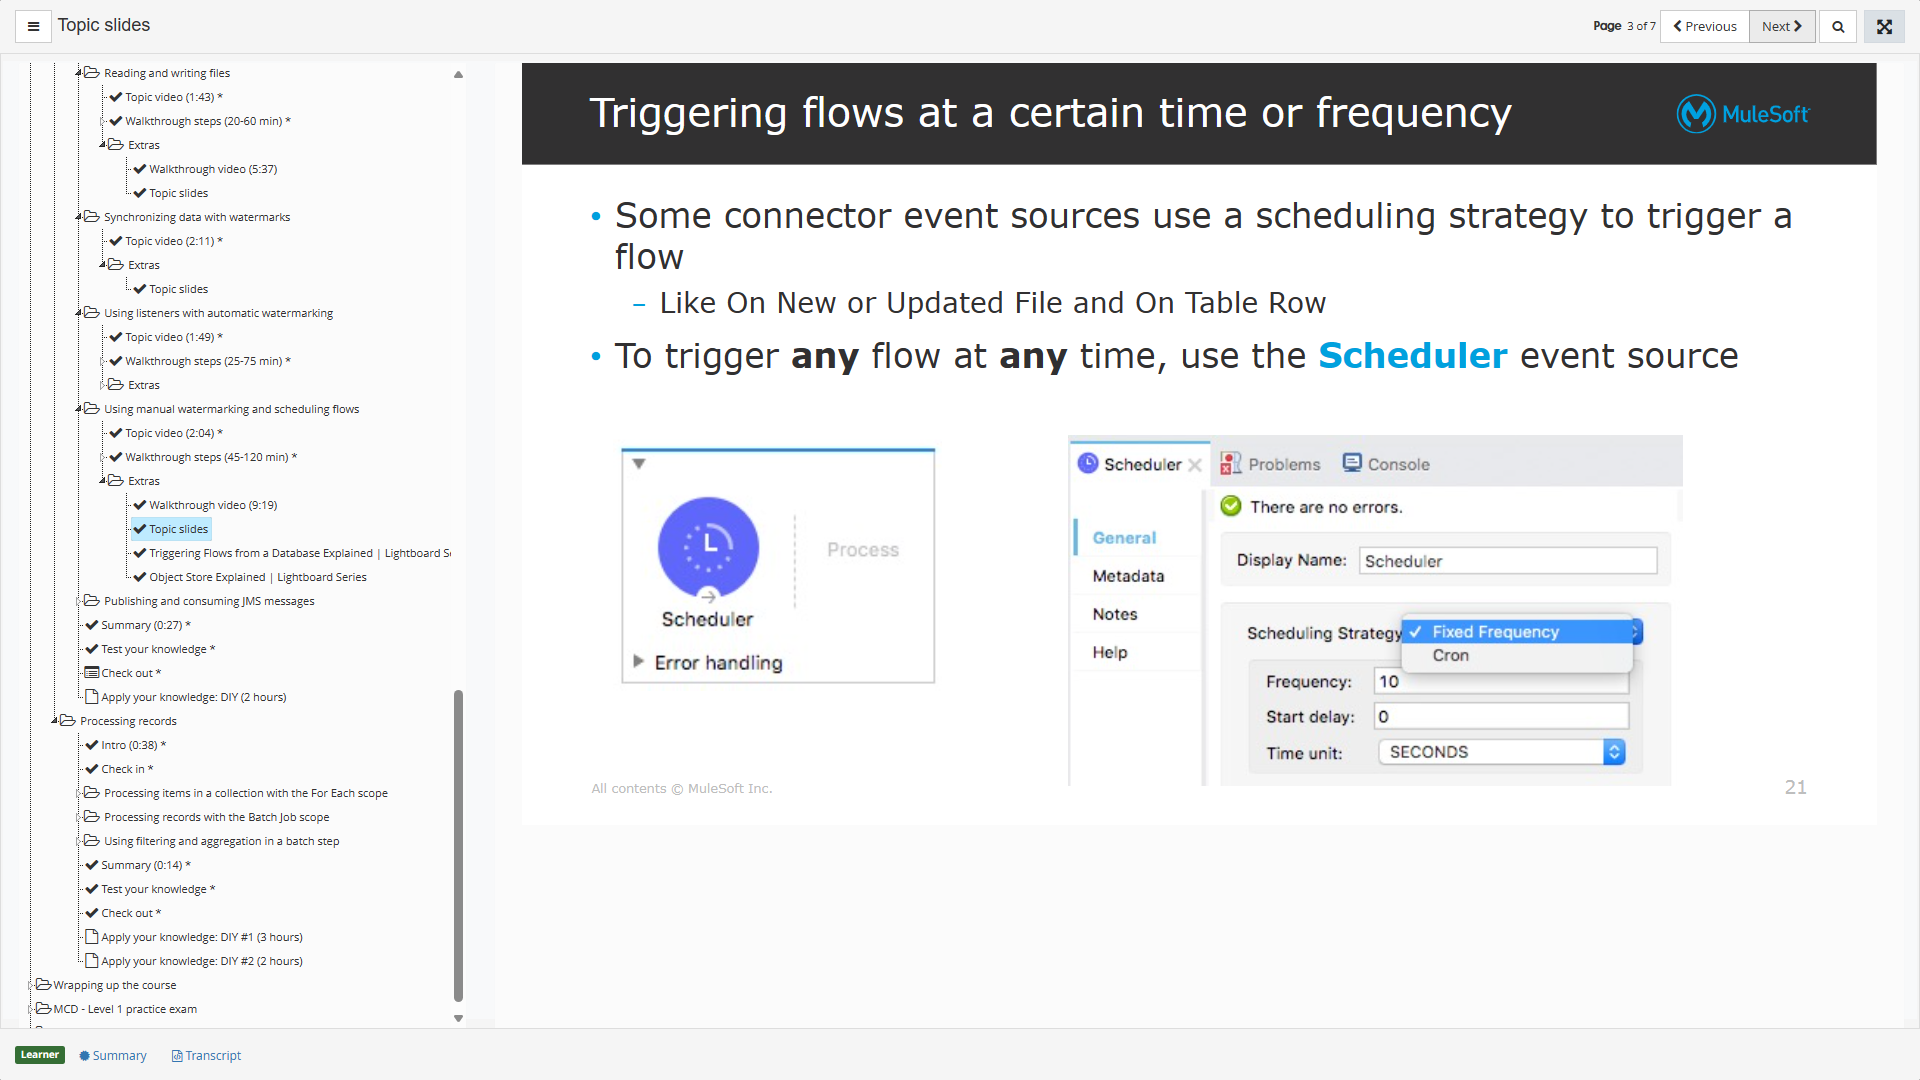 Topic slides
Page 3 of 7
Previous
Next
Reading and writing files
Topic video (1:43) *
Walkthrough steps (20-60 min) *
Extras
Walkthrough video (5:37)
Topic slides
Synchronizing data with watermarks
Topic video (2:11) *
Extras
Topic slides
Using listeners with automatic watermarking
Topic video (1:49) *
Walkthrough steps (25-75 min) *
Extras
Using manual watermarking and scheduling flows
Topic video (2:04) *
Walkthrough steps (45-120 min) *
Extras
Walkthrough video (9:19)
Topic slides
Triggering Flows from a Database Explained | Lightboard S
Object Store Explained | Lightboard Series
Publishing and consuming JMS messages
Summary (0:27) *
Test your knowledge *
Check out *
Apply your knowledge: DIY (2 hours)
Processing records
Intro (0:38) *
Check in *
Processing items in a collection with the For Each scope
Processing records with the Batch Job scope
Using filtering and aggregation in a batch step
Summary (0:14) *
Test your knowledge *
Check out *
Apply your knowledge: DIY #1 (3 hours)
Apply your knowledge: DIY #2 (2 hours)
Wrapping up the course
MCD - Level 1 practice exam
Triggering flows at a certain time or frequency
MuleSoft
• Some connector event sources use a scheduling strategy to trigger a
flow
– Like On New or Updated File and On Table Row
• To trigger any flow at any time, use the Scheduler event source
Scheduler
Process
Error handling
Scheduler
Problems
Console
There are no errors.
General
Metadata
Notes
Help
Display Name: Scheduler
Scheduling Strategy
✓ Fixed Frequency
Cron
Frequency: 10
Start delay: 0
Time unit: SECONDS
All contents © MuleSoft Inc.
21
Learner
Summary
Transcript